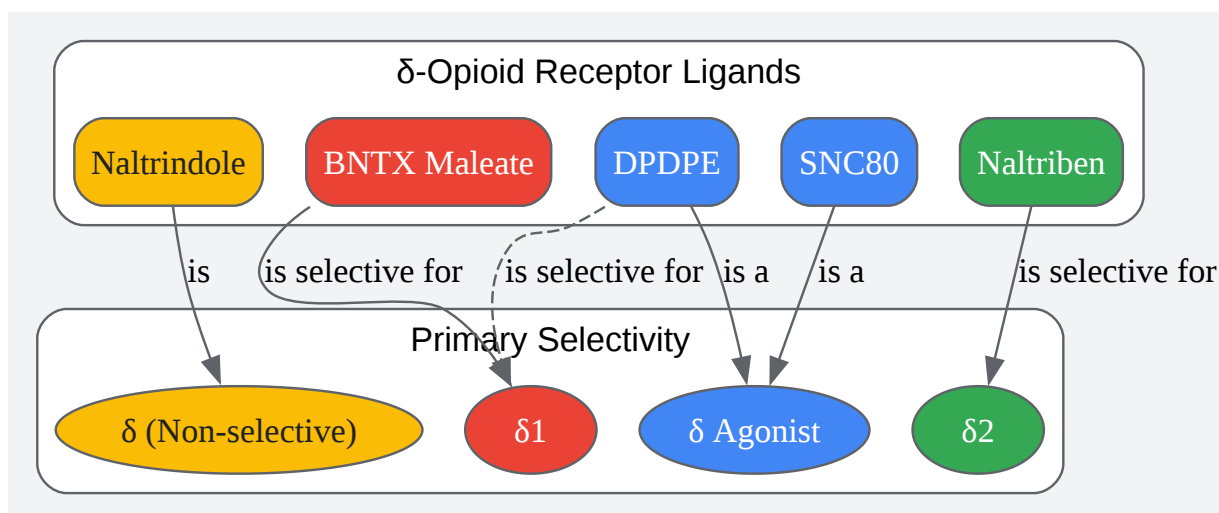 δ-Opioid Receptor Ligands
Naltrindole
BNTX Maleate
DPDPE
SNC80
Naltriben
is
is selective for
is selective for
is a
is a
is selective for
Primary Selectivity
δ (Non-selective)
δ1
δ Agonist
δ2